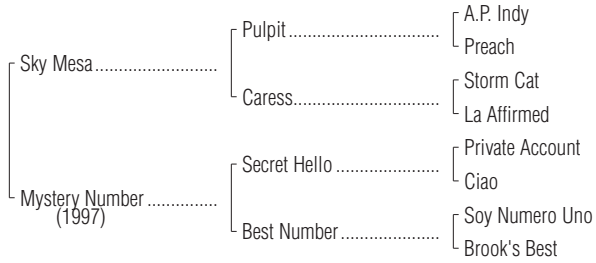 A.P. Indy
Pulpit
Preach
Sky Mesa
Storm Cat
Caress
La Affirmed
Private Account
Secret Hello
Ciao
Mystery Number
(1997)
Soy Numero Uno
Best Number
Brook's Best